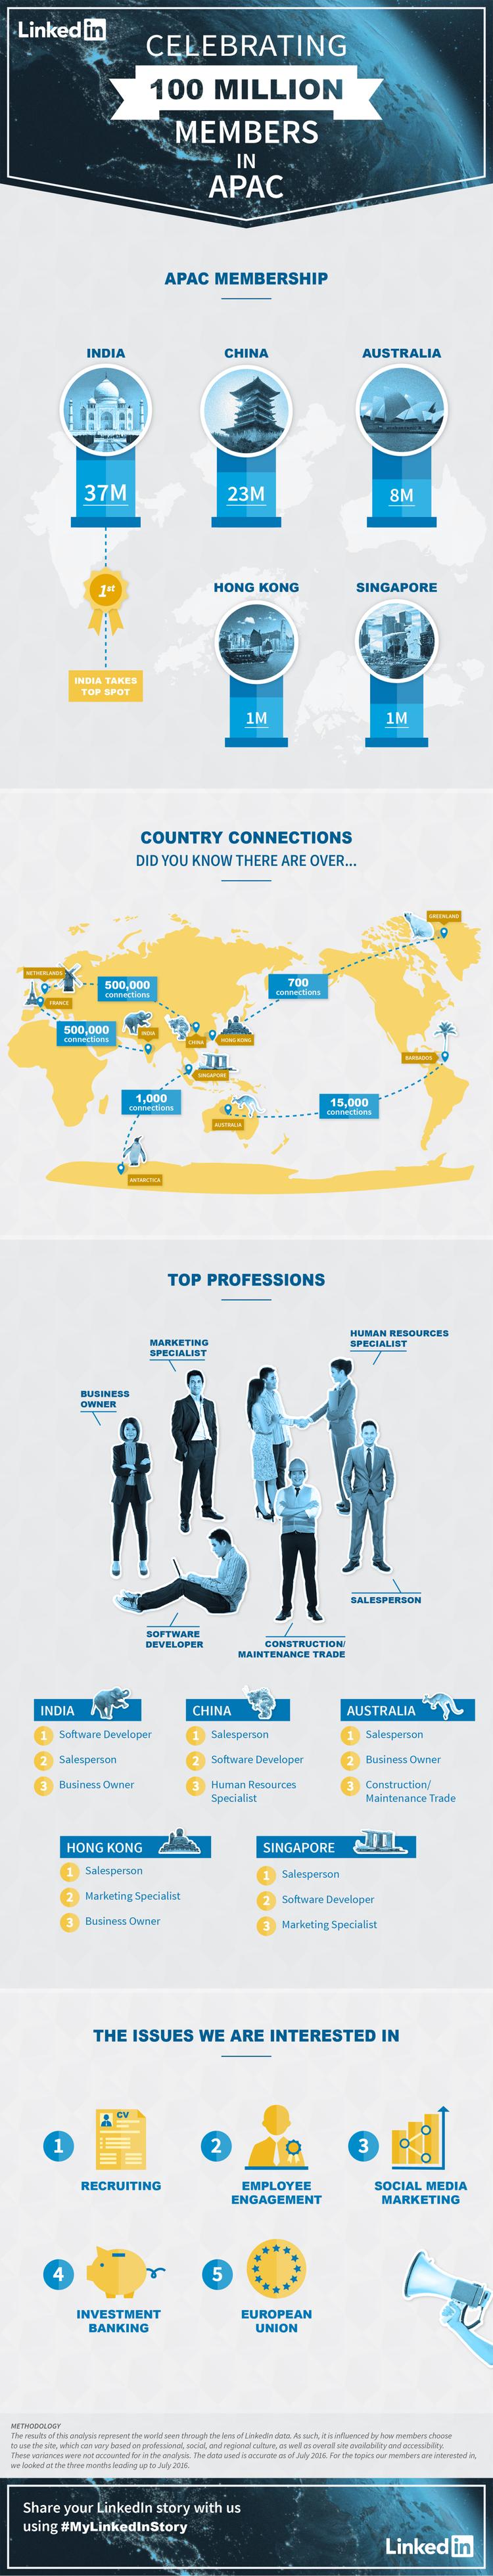 Linked in
CELEBRATING
100 MILLION
MEMBERS
IN
APAC
APAC MEMBERSHIP
INDIA
CHINA
AUSTRALIA
37M
23M
8M
1st
INDIA TAKES
TOP SPOT
HONG KONG
SINGAPORE
1M
1M
COUNTRY CONNECTIONS
DID YOU KNOW THERE ARE OVER...
GREENLAND
NETHERLANDS
500,000
connections
700
connections
FRANCE
500,000
connections
INDIA
CHINA
HONG KONG
BARBADOS
SINGAPORE
1,000
connections
15,000
connections
AUSTRALIA
ANTARCTICA
TOP PROFESSIONS
HUMAN RESOURCES
SPECIALIST
MARKETING
SPECIALIST
BUSINESS
OWNER
SALESPERSON
SOFTWARE
DEVELOPER
CONSTRUCTION/
MAINTENANCE TRADE
INDIA
1 Software Developer
2 Salesperson
3 Business Owner
CHINA
1 Salesperson
2 Software Developer
3 Human Resources
Specialist
AUSTRALIA
1 Salesperson
2 Business Owner
3 Construction/
Maintenance Trade
HONG KONG
1 Salesperson
2 Marketing Specialist
3 Business Owner
SINGAPORE
1 Salesperson
2 Software Developer
3 Marketing Specialist
THE ISSUES WE ARE INTERESTED IN
CV
1
RECRUITING
2
EMPLOYEE
ENGAGEMENT
3
SOCIAL MEDIA
MARKETING
4
INVESTMENT
BANKING
5
EUROPEAN
UNION
METHODOLOGY
The results of this analysis represent the world seen through the lens of LinkedIn data. As such, it is influenced by how members choose
to use the site, which can vary based on professional, social, and regional culture, as well as overall site availability and accessibility.
These variances were not accounted for in the analysis. The data used is accurate as of July 2016. For the topics our members are interested in,
we looked at the three months leading up to July 2016.
Share your LinkedIn story with us
using #MyLinkedInStory
Linked in